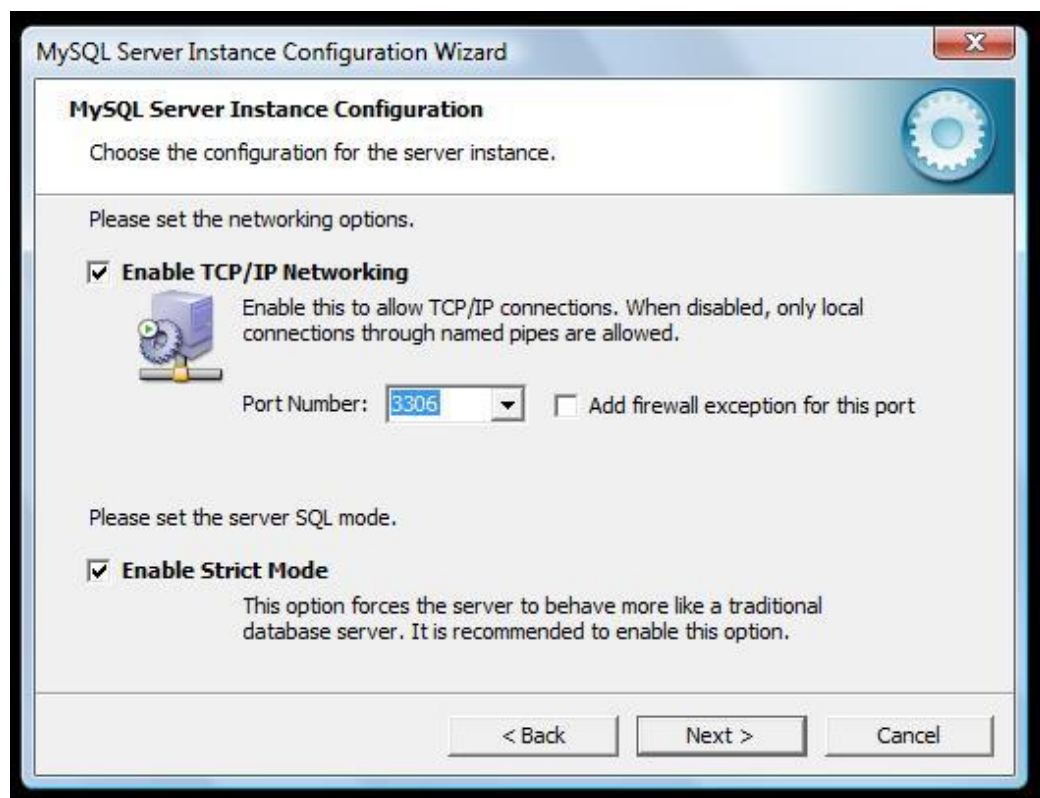 MySQL Server Instance Configuration Wizard
MySQL Server Instance Configuration
Choose the configuration for the server instance.
Please set the networking options.
Enable TCP/IP Networking
Enable this to allow TCP/IP connections. When disabled, only local
connections through named pipes are allowed.
Port Number: 3306 Add firewall exception for this port
Please set the server SQL mode.
Enable Strict Mode
This option forces the server to behave more like a traditional
database server. It is recommended to enable this option.
< Back Next > Cancel